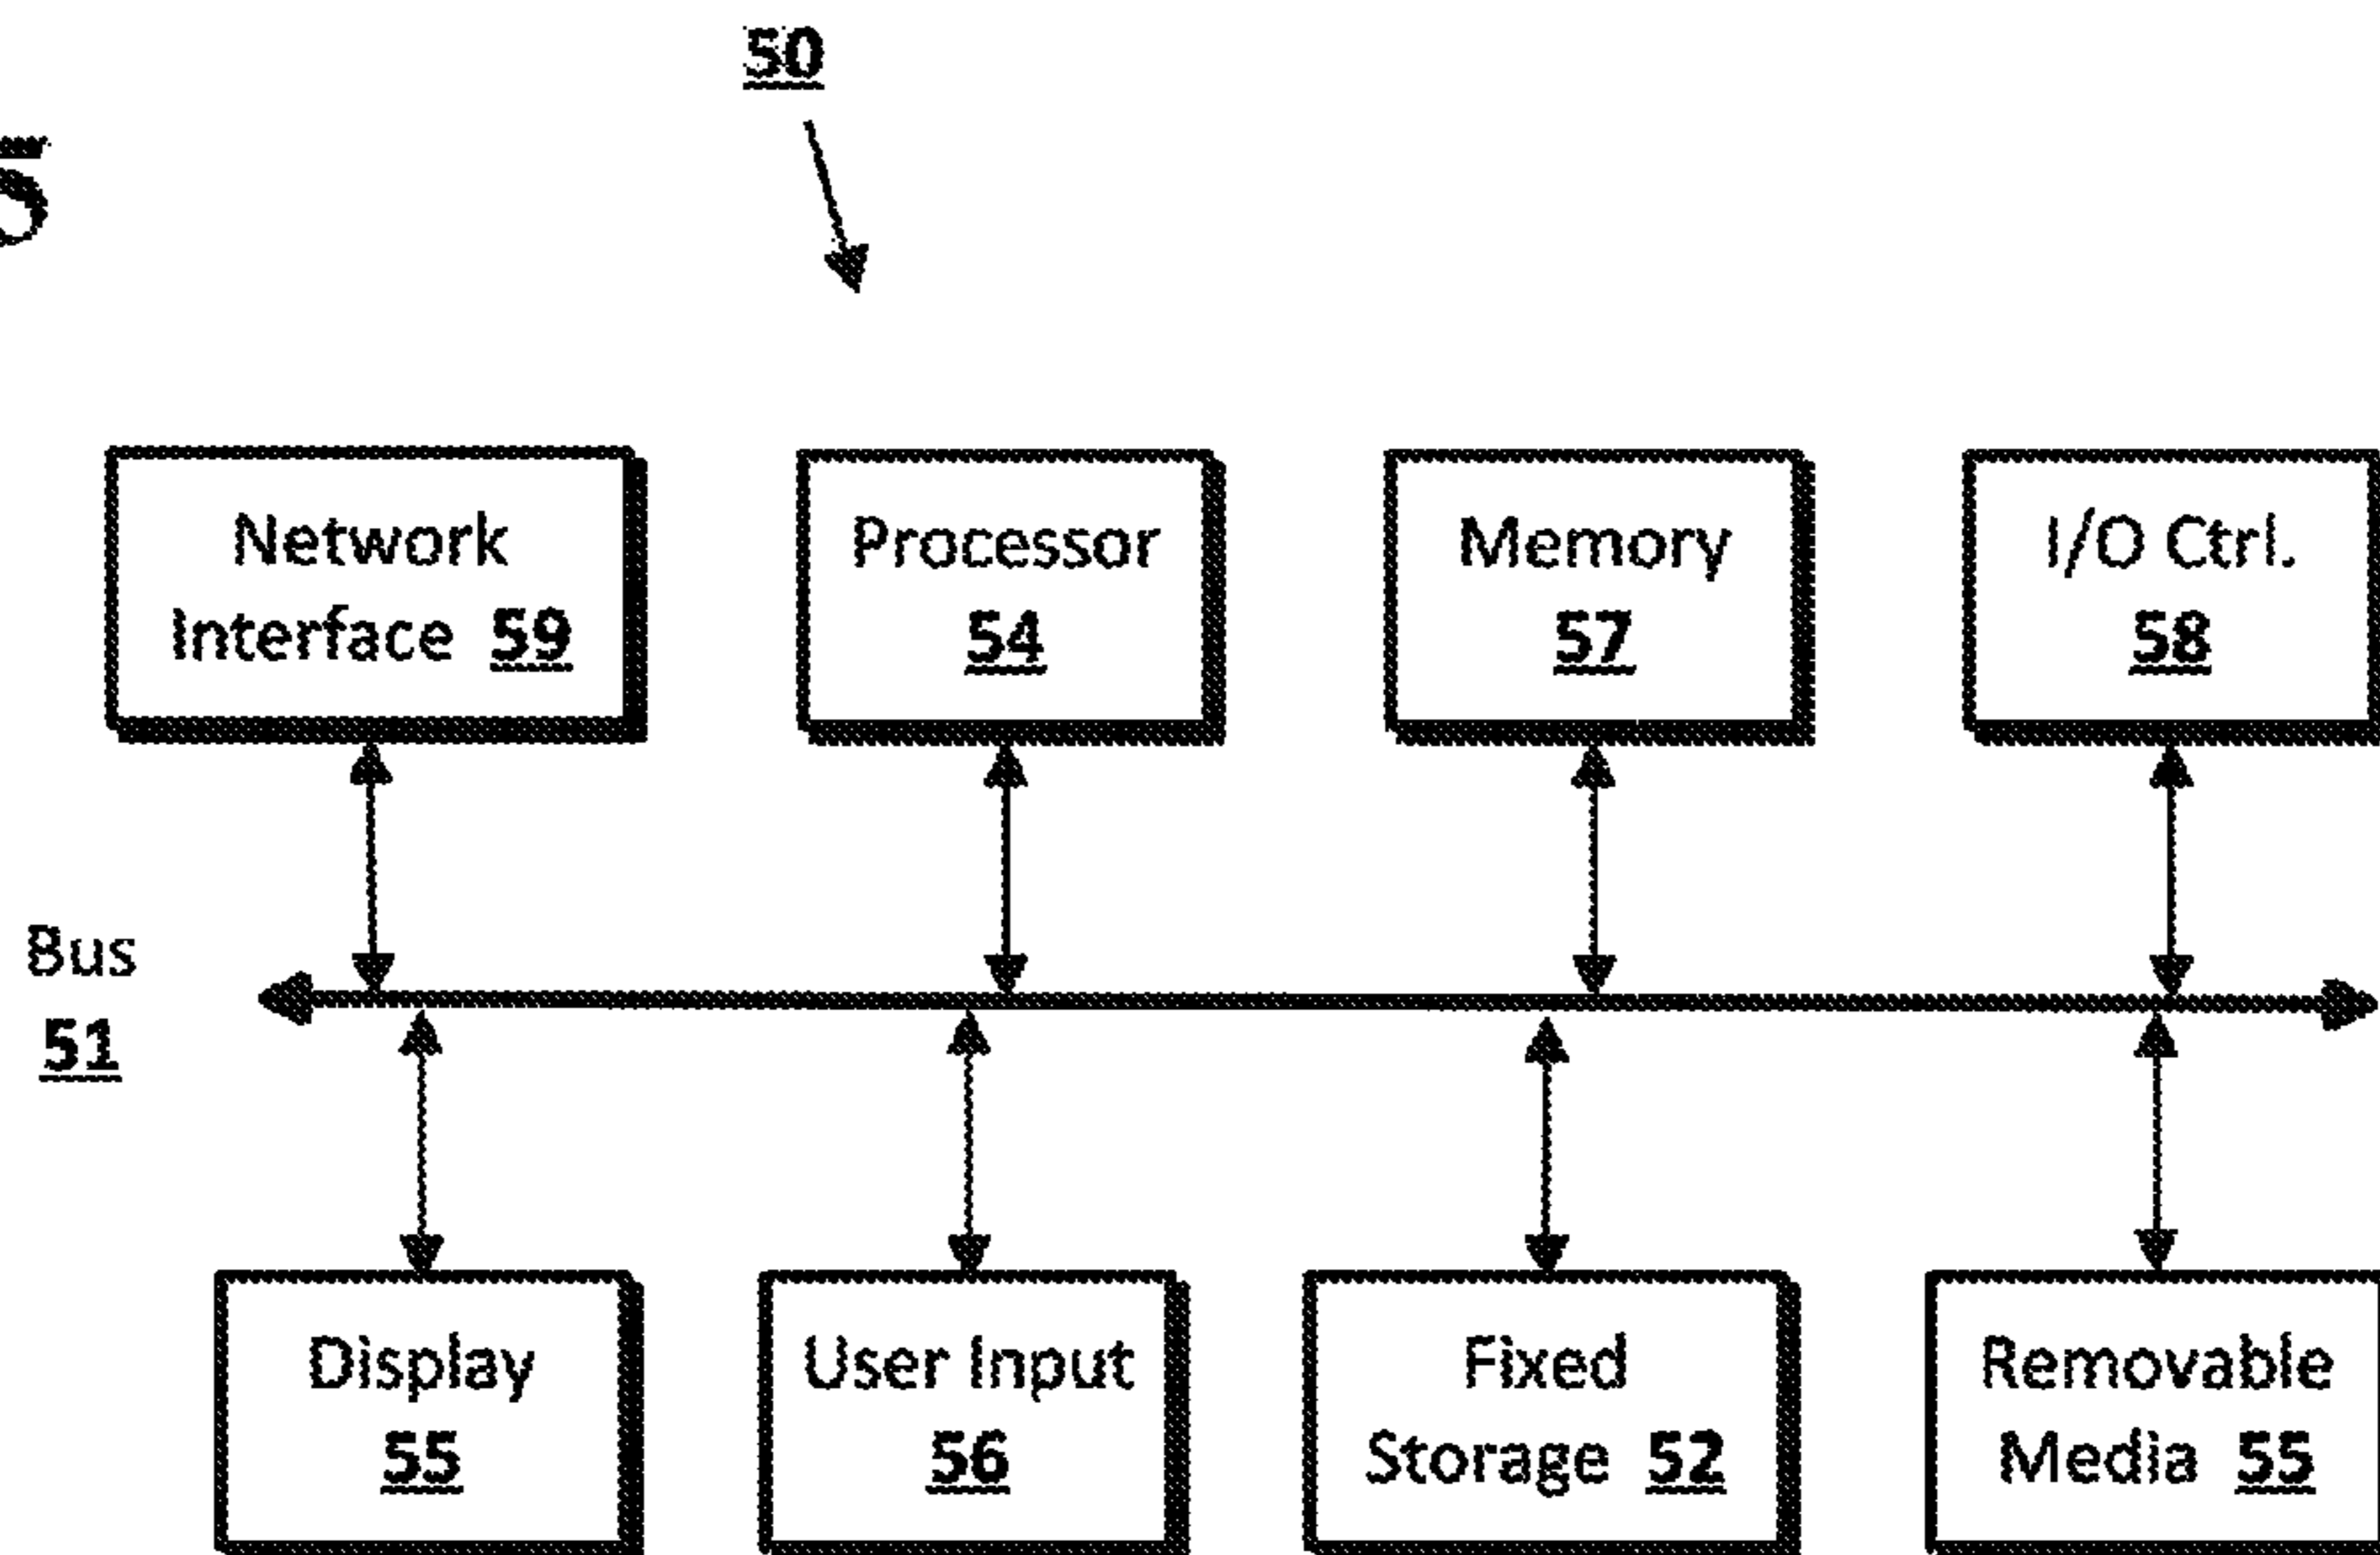 50
5
Network
Interface 59
Processor
54
Memory
57
I/O Ctrl.
58
Bus
51
Display
55
User Input
56
Fixed
Storage 52
Removable
Media 55